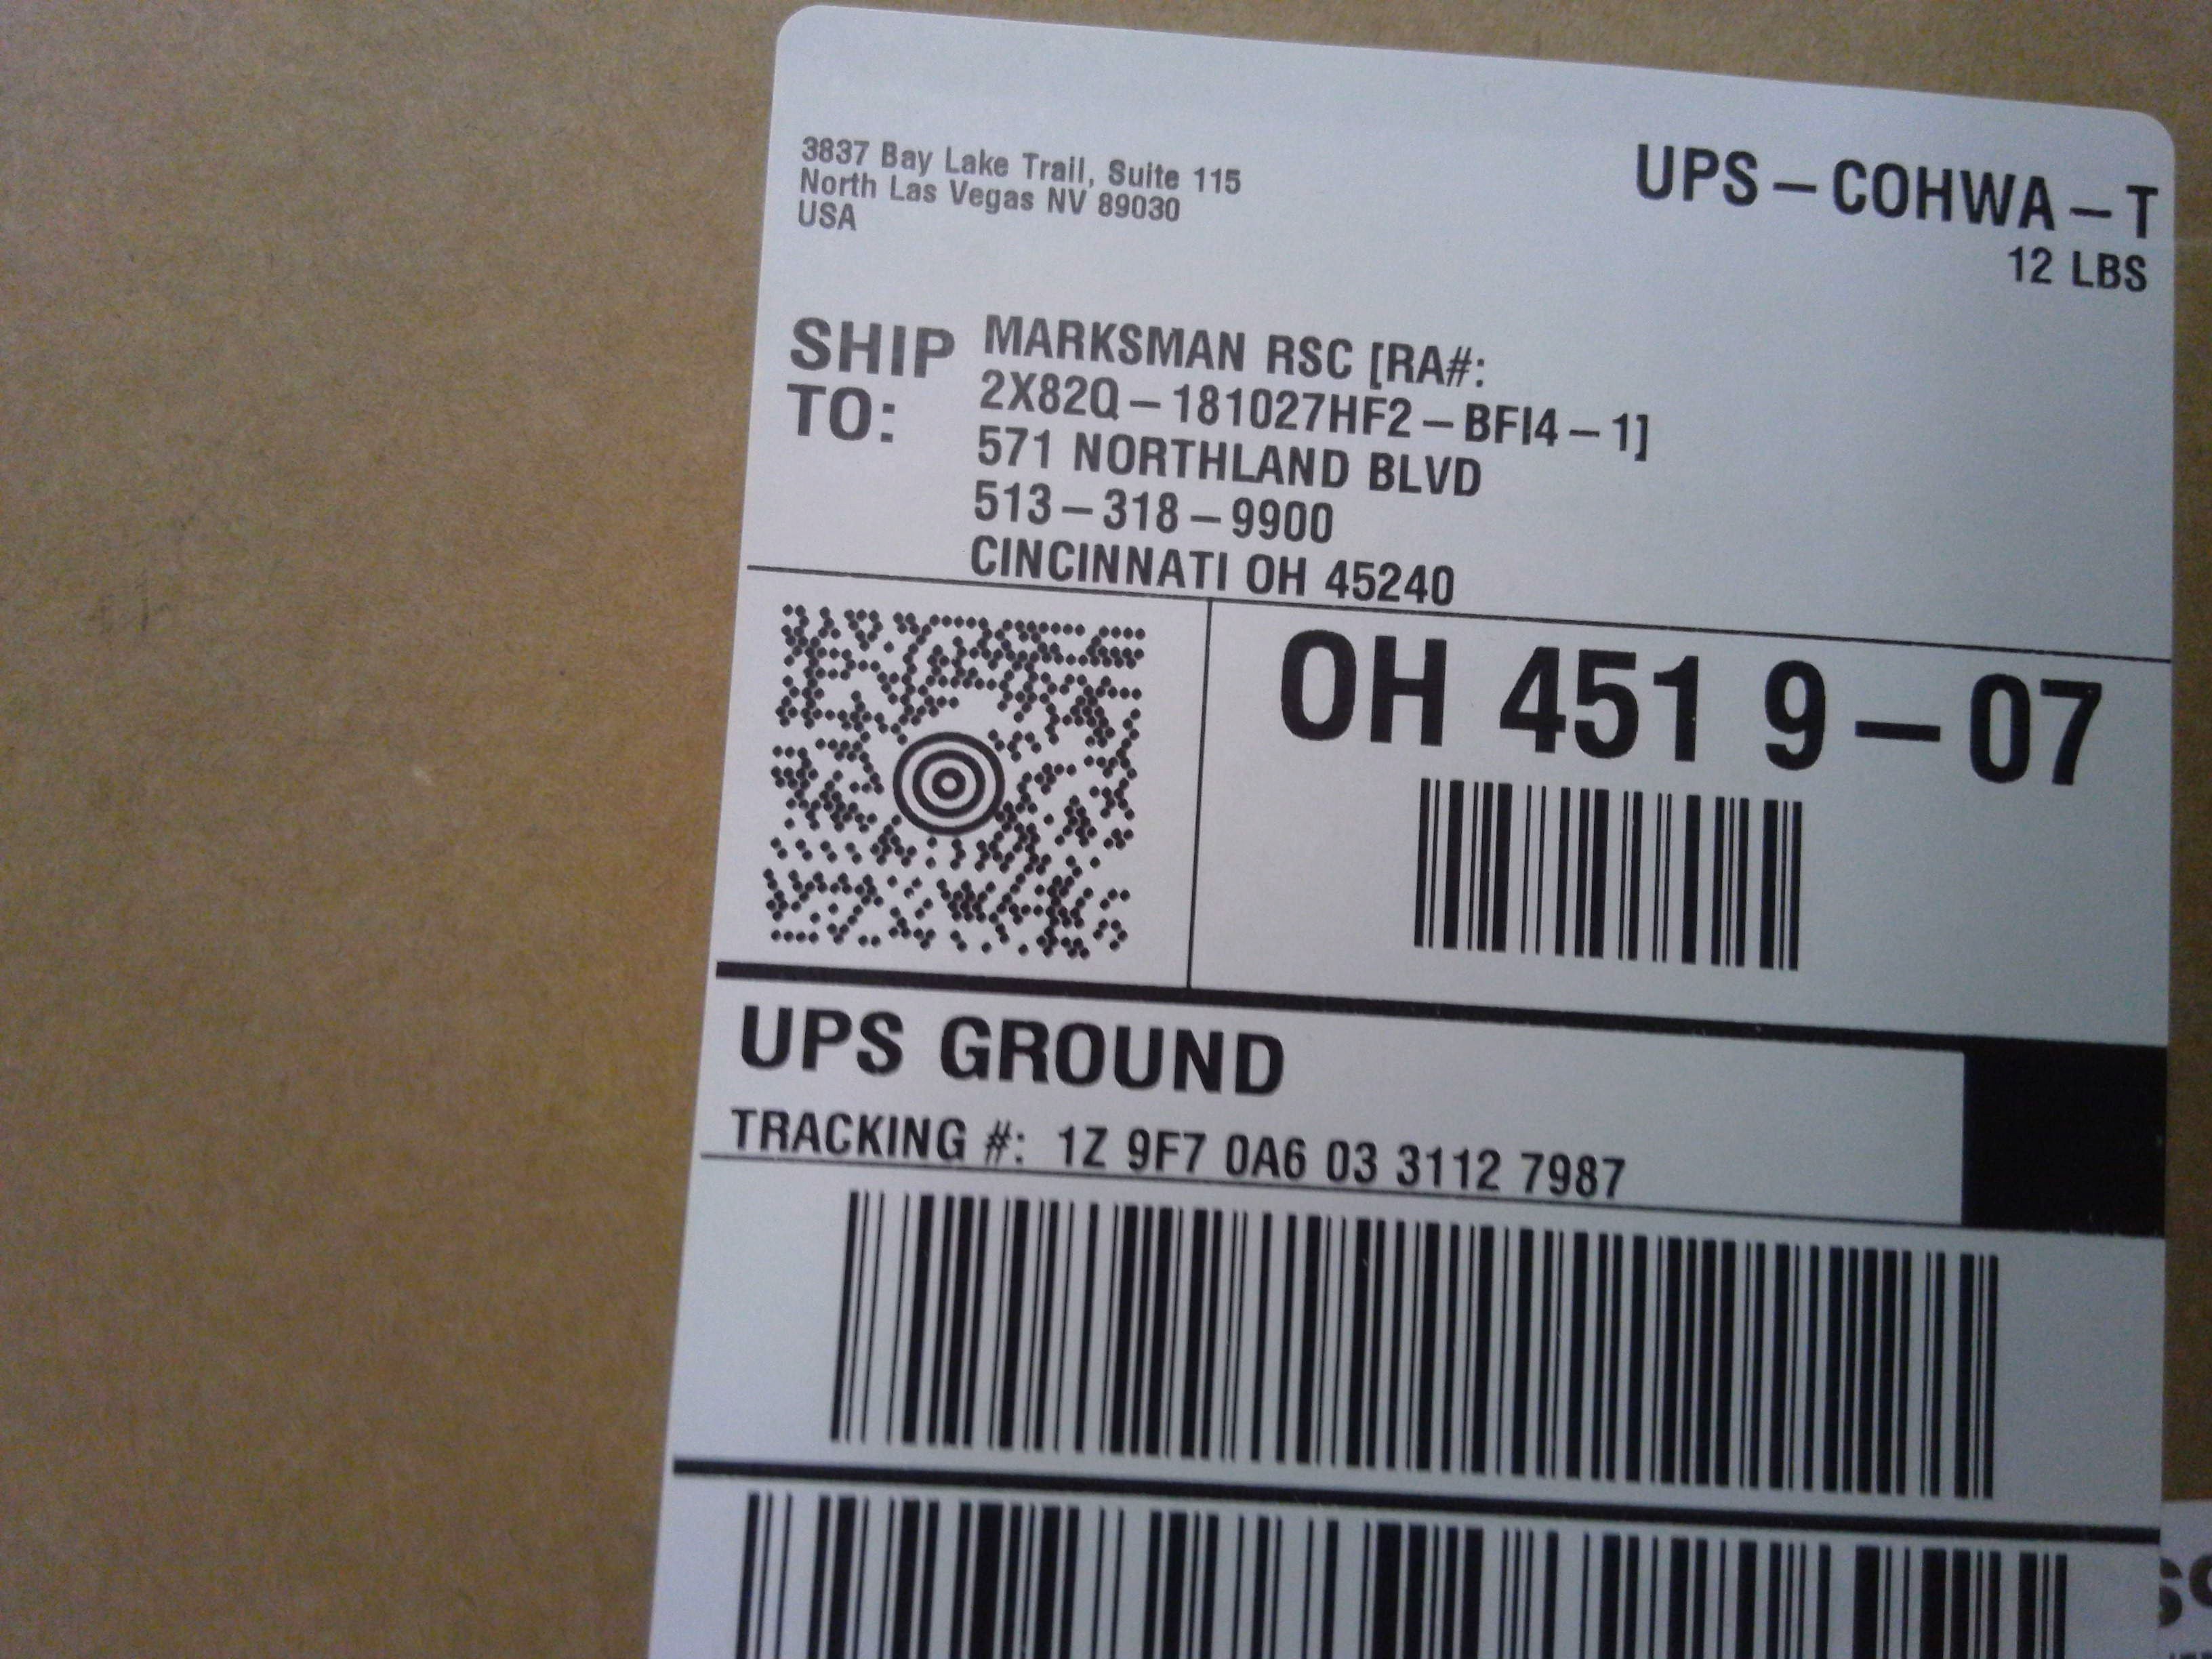 3837 Bay Lake Trail, Suite 115
North Las Vegas NV 89030
USA
UPS – COHWA – T
12 LBS
SHIP TO:
MARKSMAN RSC [RA#:
2X82Q – 181027HF2 – BFI4 – 1]
571 NORTHLAND BLVD
513 – 318 – 9900
CINCINNATI OH 45240
OH 451 9 – 07
UPS GROUND
TRACKING #: 1Z 9F7 0A6 03 3112 7987